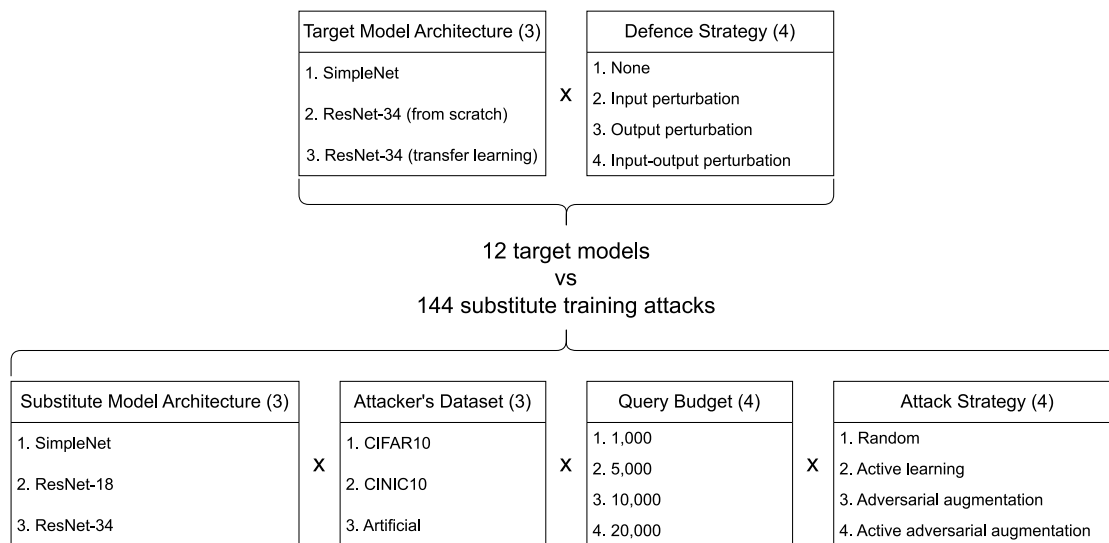 Target Model Architecture (3)
1. SimpleNet
2. ResNet-34 (from scratch)
3. ResNet-34 (transfer learning)
x
Defence Strategy (4)
1. None
2. Input perturbation
3. Output perturbation
4. Input-output perturbation
12 target models
vs
144 substitute training attacks
Substitute Model Architecture (3)
1. SimpleNet
2. ResNet-18
3. ResNet-34
x
Attacker's Dataset (3)
1. CIFAR10
2. CINIC10
3. Artificial
x
Query Budget (4)
1. 1,000
2. 5,000
3. 10,000
4. 20,000
x
Attack Strategy (4)
1. Random
2. Active learning
3. Adversarial augmentation
4. Active adversarial augmentation